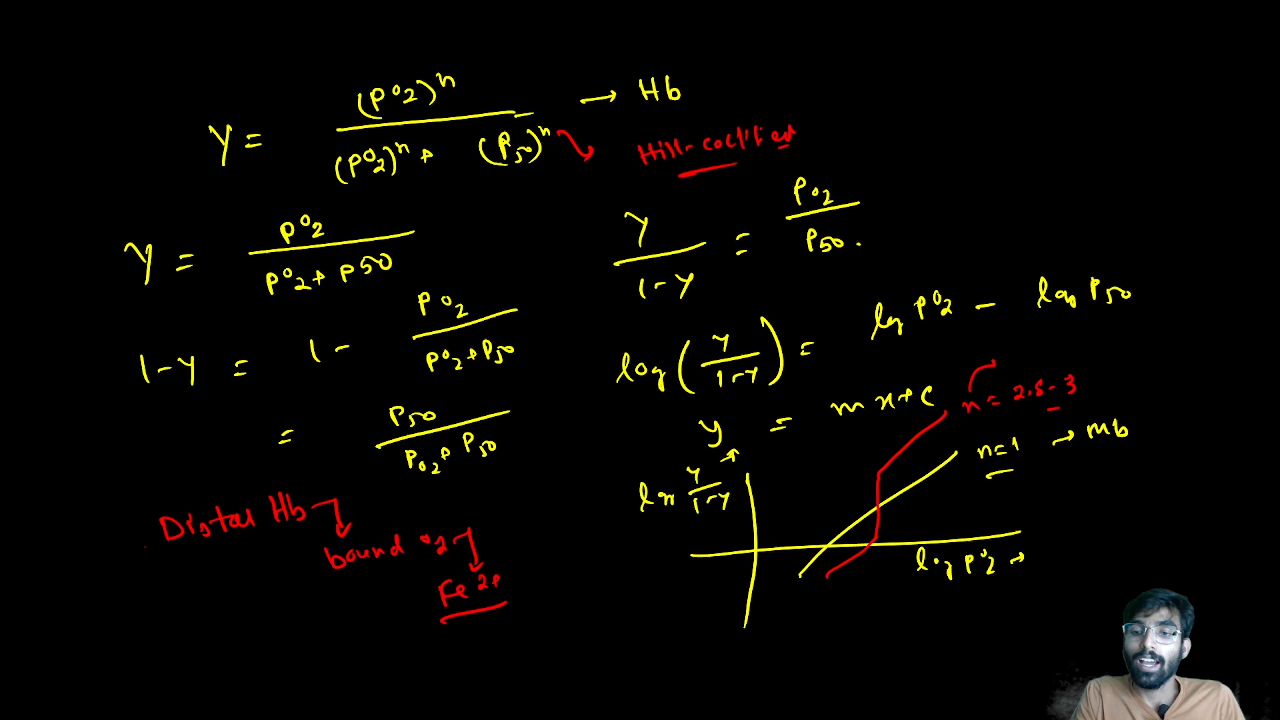 Y = (PO2)^n / ((PO2)^n + (P50)^n) → Hb
Hill-coefficient
Y = PO2 / (PO2 + P50)
1-Y = 1 - PO2 / (PO2 + P50)
= P50 / (PO2 + P50)
Distal Hb
bound O2
Fe2+
Y / (1-Y) = PO2 / P50.
log (Y / (1-Y)) = log PO2 - log P50
y = mx+c
n = 2.8-3
n=1 → Mb
ln Y / (1-Y)
log PO2 →